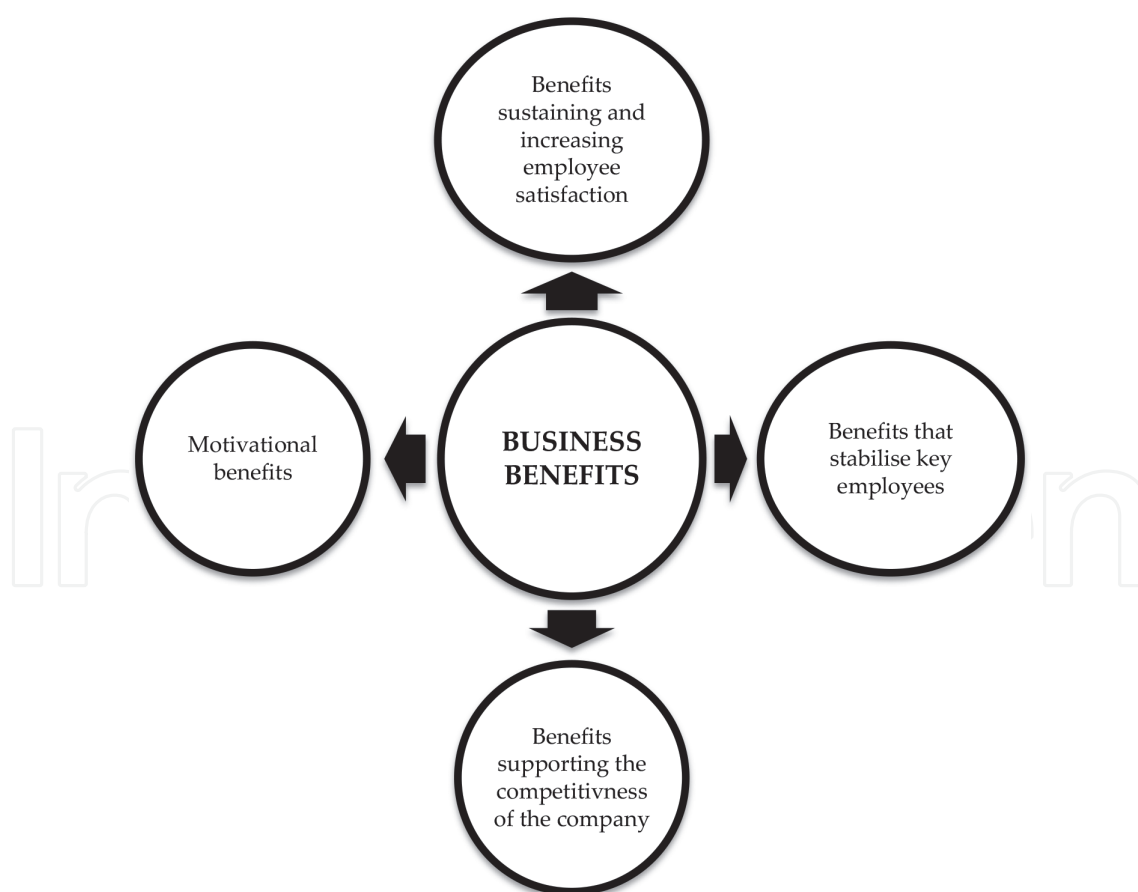 Benefits
sustaining and
increasing
employee
satisfaction
Motivational
benefits
BUSINESS
BENEFITS
Benefits that
stabilise key
employees
Benefits
supporting the
competitivness
of the company